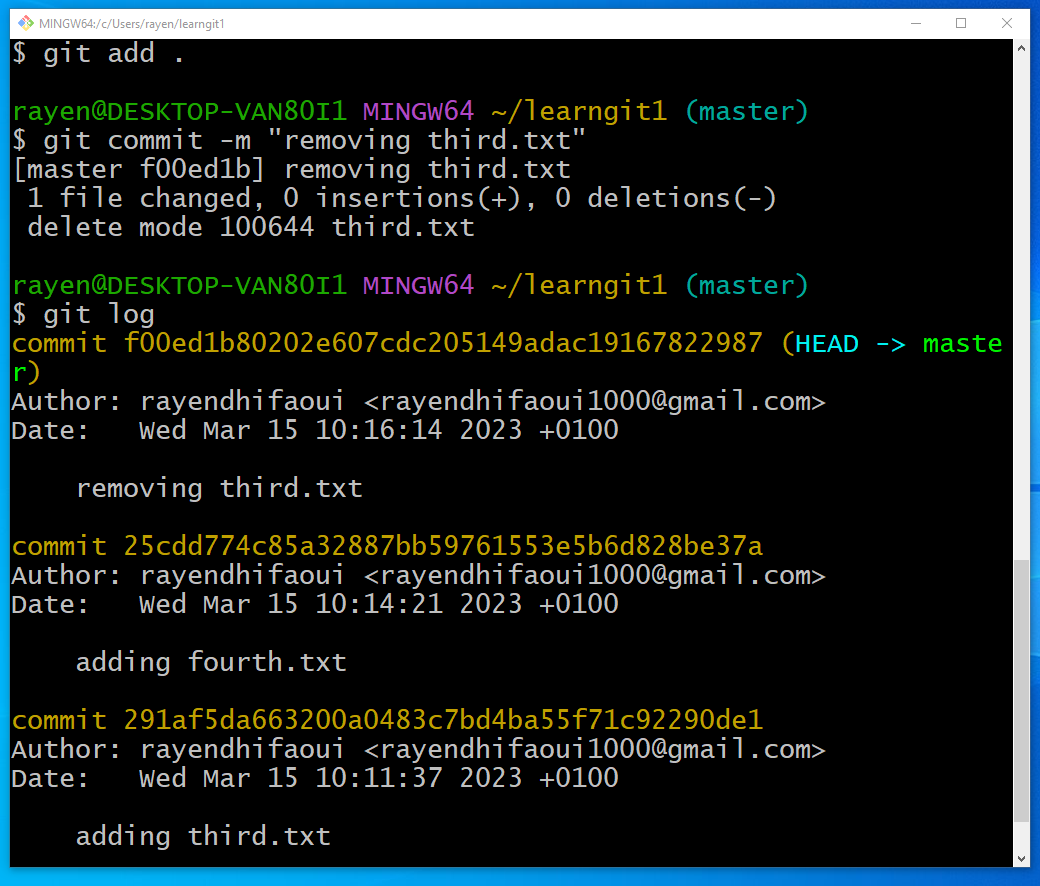 MINGW64:/c/Users/rayen/learngit1
$ git add .
rayen@DESKTOP-VAN80I1 MINGW64 ~/learngit1 (master)
$ git commit -m "removing third.txt"
[master f00ed1b] removing third.txt
 1 file changed, 0 insertions(+), 0 deletions(-)
 delete mode 100644 third.txt
rayen@DESKTOP-VAN80I1 MINGW64 ~/learngit1 (master)
$ git log
commit f00ed1b80202e607cdc205149adac19167822987 (HEAD -> maste
r)
Author: rayendhifaoui <rayendhifaoui1000@gmail.com>
Date:   Wed Mar 15 10:16:14 2023 +0100
    removing third.txt
commit 25cdd774c85a32887bb59761553e5b6d828be37a
Author: rayendhifaoui <rayendhifaoui1000@gmail.com>
Date:   Wed Mar 15 10:14:21 2023 +0100
    adding fourth.txt
commit 291af5da663200a0483c7bd4ba55f71c92290de1
Author: rayendhifaoui <rayendhifaoui1000@gmail.com>
Date:   Wed Mar 15 10:11:37 2023 +0100
    adding third.txt